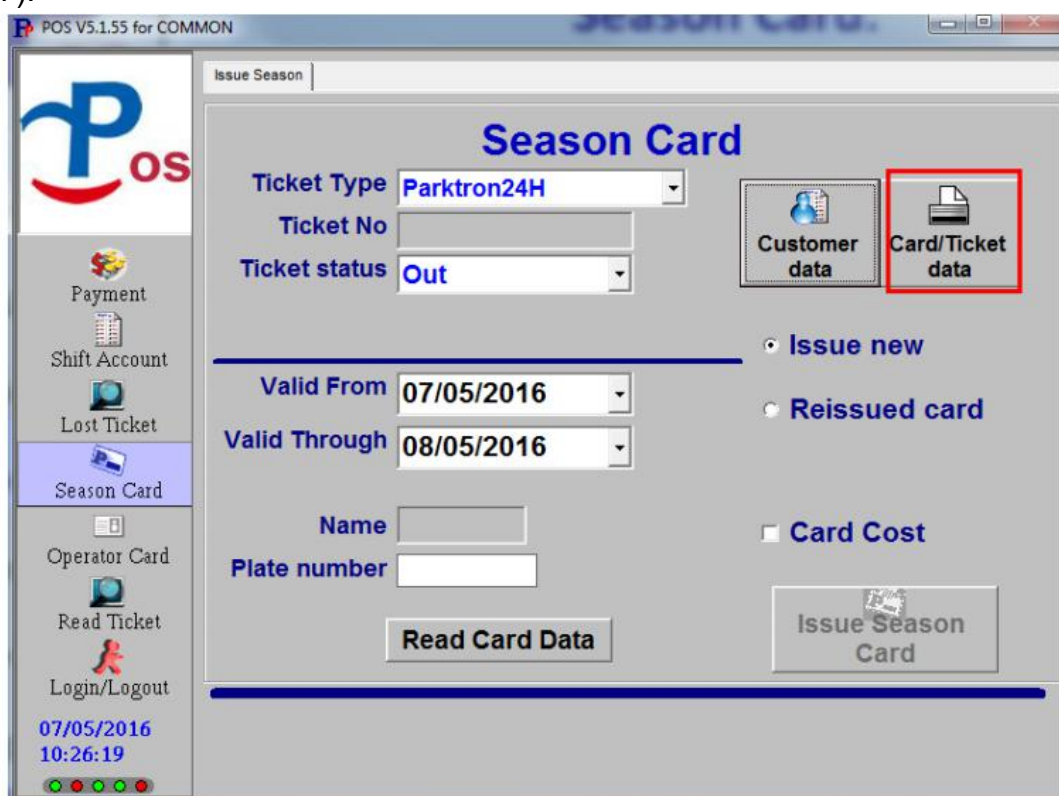 POS V5.1.55 for COMMON
Season Card.
Issue Season
Pos
Season Card
Ticket Type Parktron24H
Ticket No
Ticket status Out
Customer data
Card/Ticket data
Issue new
Reissued card
Valid From 07/05/2016
Valid Through 08/05/2016
Name
Plate number
Card Cost
Read Card Data
Issue Season Card
Payment
Shift Account
Lost Ticket
Season Card
Operator Card
Read Ticket
Login/Logout
07/05/2016
10:26:19